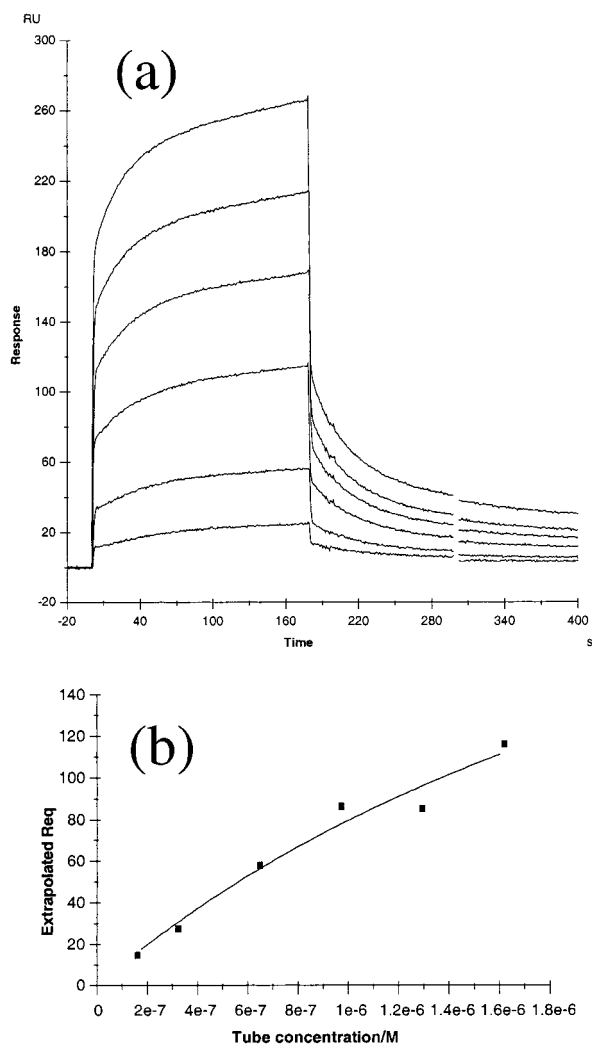 RU
300
(a)
260
220
180
140
100
60
20
-20
Response
-20 40 100 160 220 280 340 400
Time s
140
120
100
80
60
40
20
0
(b)
Extrapolated Req
0 2e-7 4e-7 6e-7 8e-7 1e-6 1.2e-6 1.4e-6 1.6e-6 1.8e-6
Tube concentration/M